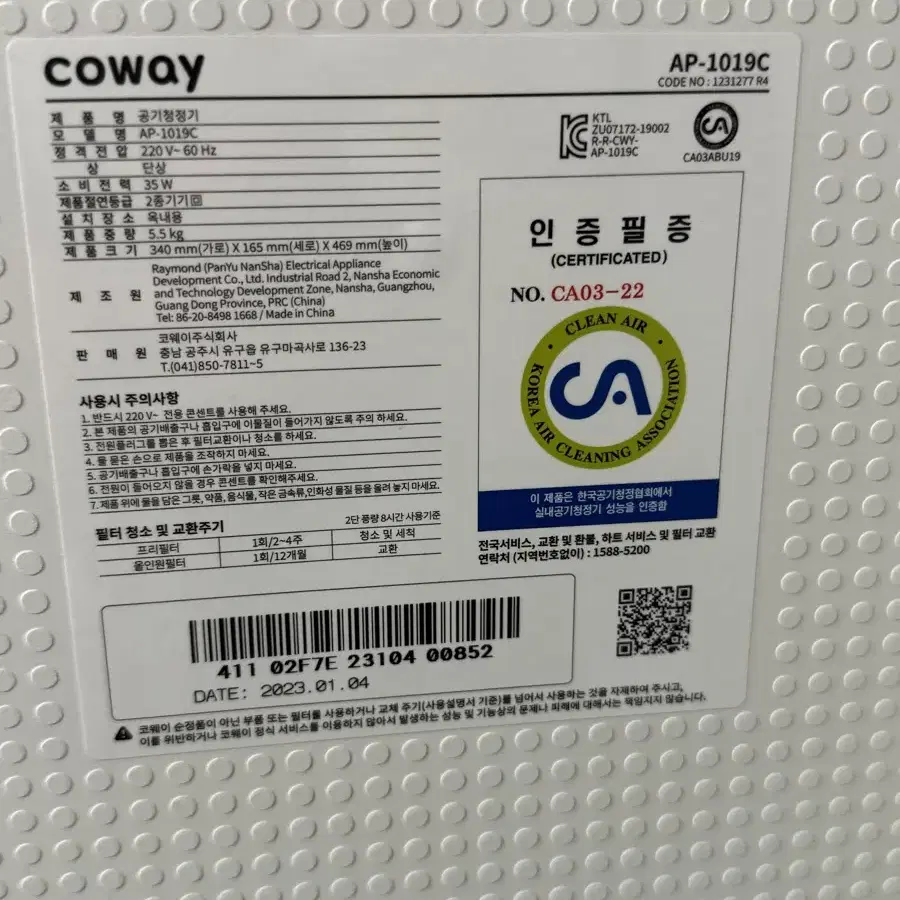 coway
AP-1019C
CODE NO : 1231277 R4
제 품 명 공기청정기
모 델 명 AP-1019C
정 격 전 압 220 V~ 60 Hz
상 단상
소 비 전 력 35 W
제품절연등급 2종기기
설 치 장 소 옥내용
제 품 중 량 5.5 kg
제 품 크 기 340 mm(가로) X 165 mm(세로) X 469 mm(높이)
제 조 원 Raymond (PanYu NanSha) Electrical Appliance
Development Co., Ltd. Industrial Road 2, Nansha Economic
and Technology Development Zone, Nansha, Guangzhou,
Guang Dong Province, PRC (China)
Tel: 86-20-8498 1668 / Made in China
판 매 원 코웨이주식회사
충남 공주시 유구읍 유구마곡사로 136-23
T.(041)850-7811~5
KTL
ZU07172-19002
R-R-CWY-
AP-1019C
CA
CA03ABU19
인 증 필 증
(CERTIFICATED)
NO. CA03-22
CLEAN AIR
CA
KOREA AIR CLEANING ASSOCIATION
이 제품은 한국공기청정협회에서
실내공기청정기 성능을 인증함
사용시 주의사항
1. 반드시 220 V~ 전용 콘센트를 사용해 주세요.
2. 본 제품의 공기배출구나 흡입구에 이물질이 들어가지 않도록 주의 하세요.
3. 전원플러그를 뽑은 후 필터교환이나 청소를 하세요.
4. 물 묻은 손으로 제품을 조작하지 마세요.
5. 공기배출구나 흡입구에 손가락을 넣지 마세요.
6. 전원이 들어오지 않을 경우 콘센트를 확인해주세요.
7. 제품 위에 물을 담은 그릇, 약품, 음식물, 작은 금속류,인화성 물질 등을 올려 놓지 마세요.
필터 청소 및 교환주기 2단 풍량 8시간 사용기준
프리필터 1회/2~4주 청소 및 세척
올인원필터 1회/12개월 교환
전국서비스, 교환 및 환불, 하트 서비스 및 필터 교환
연락처 (지역번호없이) : 1588-5200
411 02F7E 23104 00852
DATE: 2023.01.04
코웨이 순정품이 아닌 부품 또는 필터를 사용하거나 교체 주기(사용설명서 기준)를 넘어서 사용하는 것을 자제하여 주시고,
이를 위반하거나 코웨이 정식 서비스를 이용하지 않아서 발생하는 성능 및 기능상의 문제나 피해에 대해서는 책임지지 않습니다.